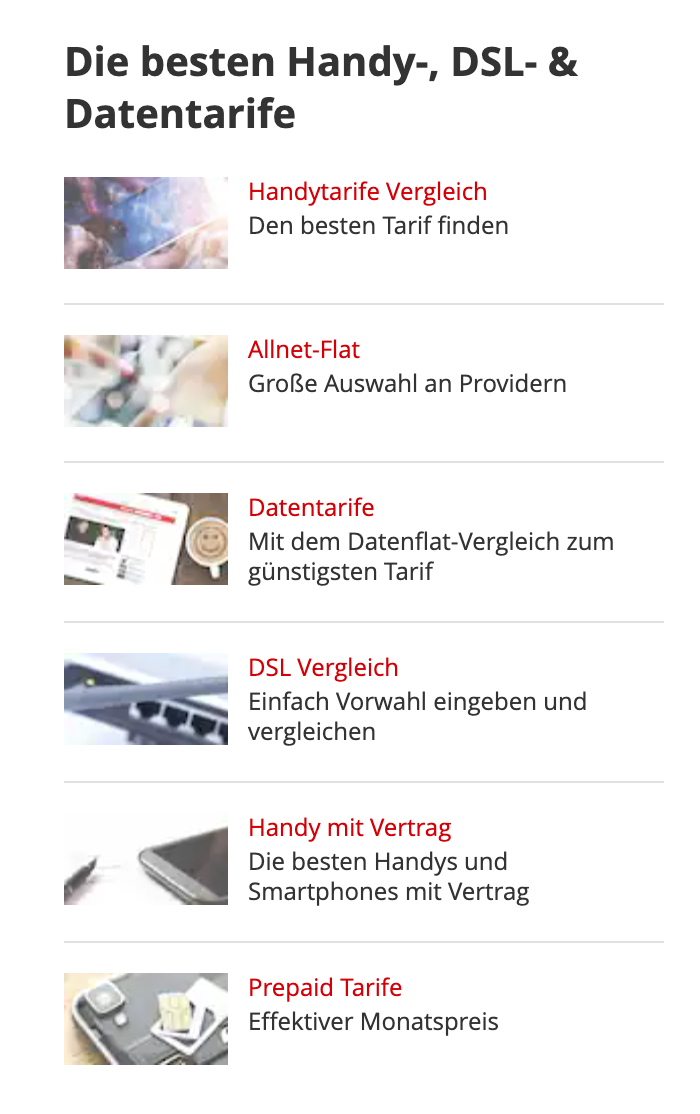 Die besten Handy-, DSL- &
Datentarife
Handytarife Vergleich
Den besten Tarif finden
Allnet-Flat
Große Auswahl an Providern
Datentarife
Mit dem Datenflat-Vergleich zum
günstigsten Tarif
DSL Vergleich
Einfach Vorwahl eingeben und
vergleichen
Handy mit Vertrag
Die besten Handys und
Smartphones mit Vertrag
Prepaid Tarife
Effektiver Monatspreis